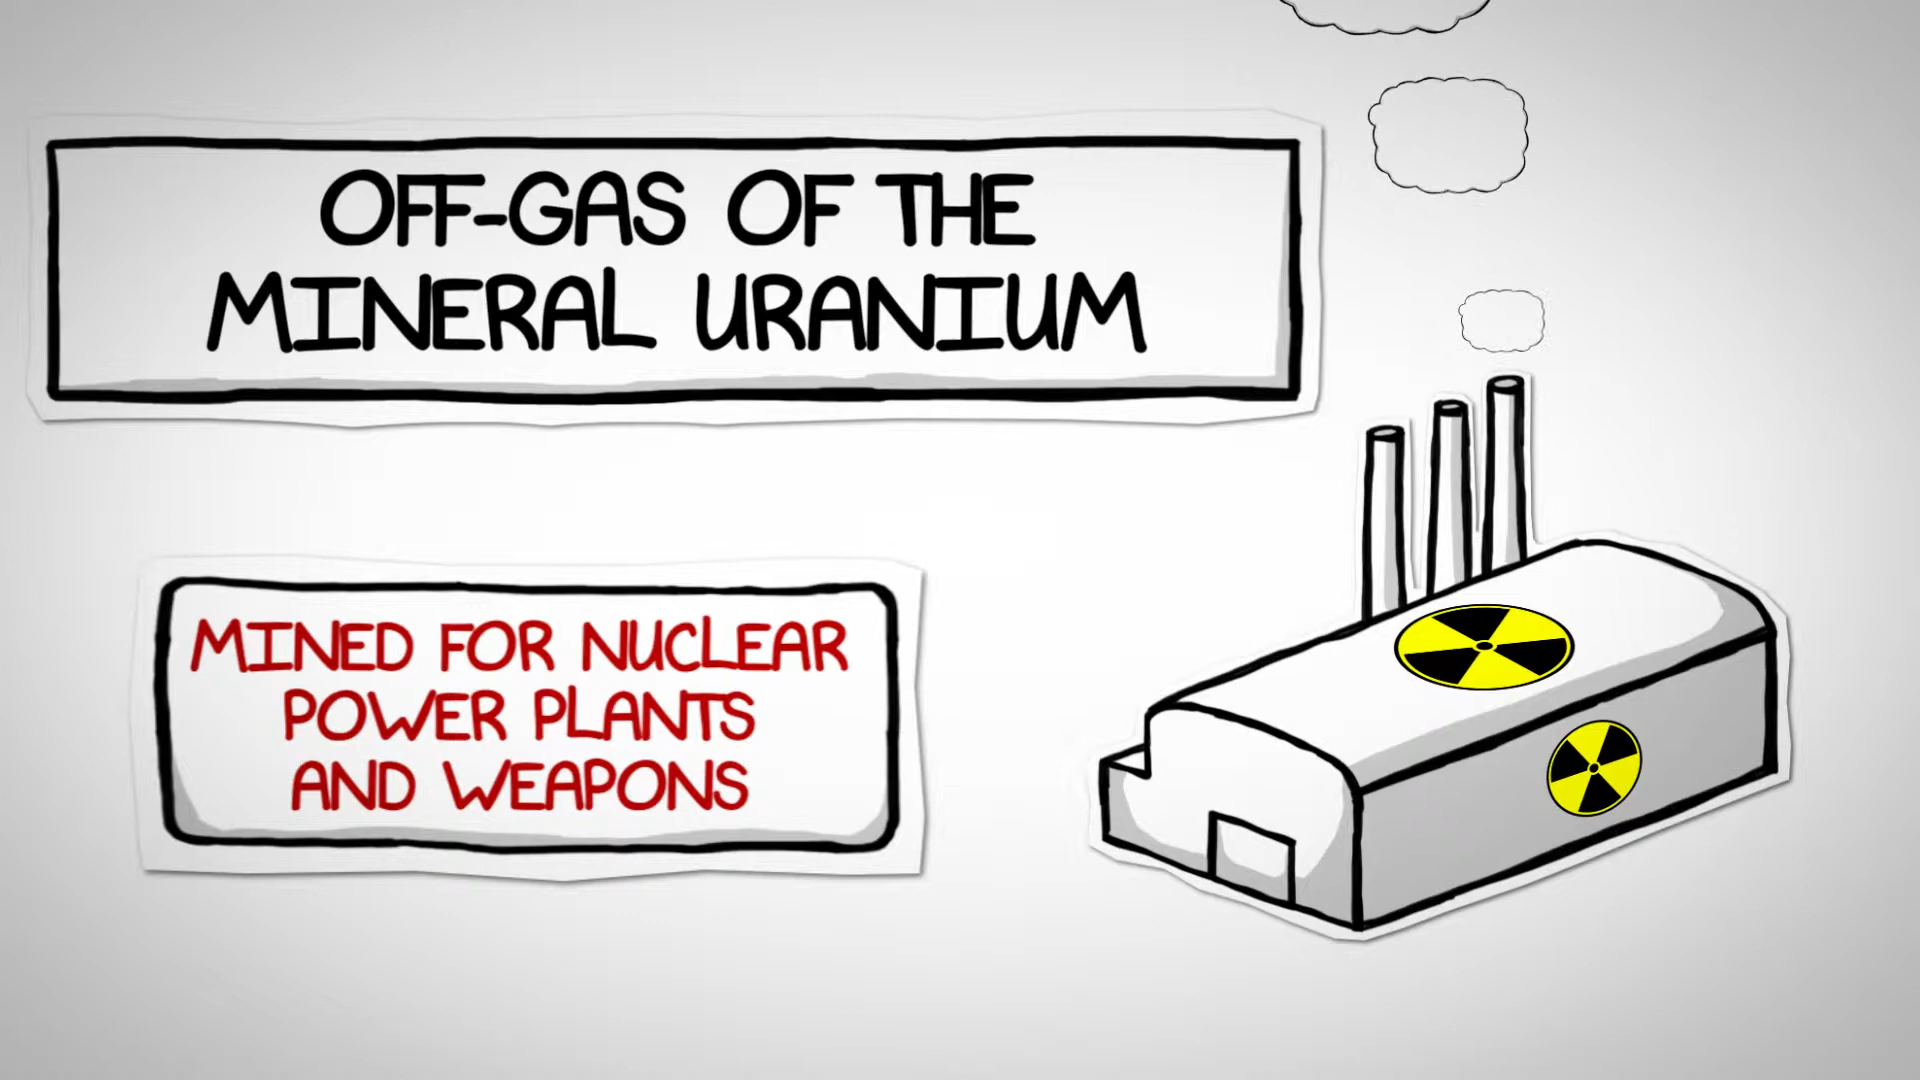 OFF-GAS OF THE
MINERAL URANIUM
MINED FOR NUCLEAR
POWER PLANTS
AND WEAPONS